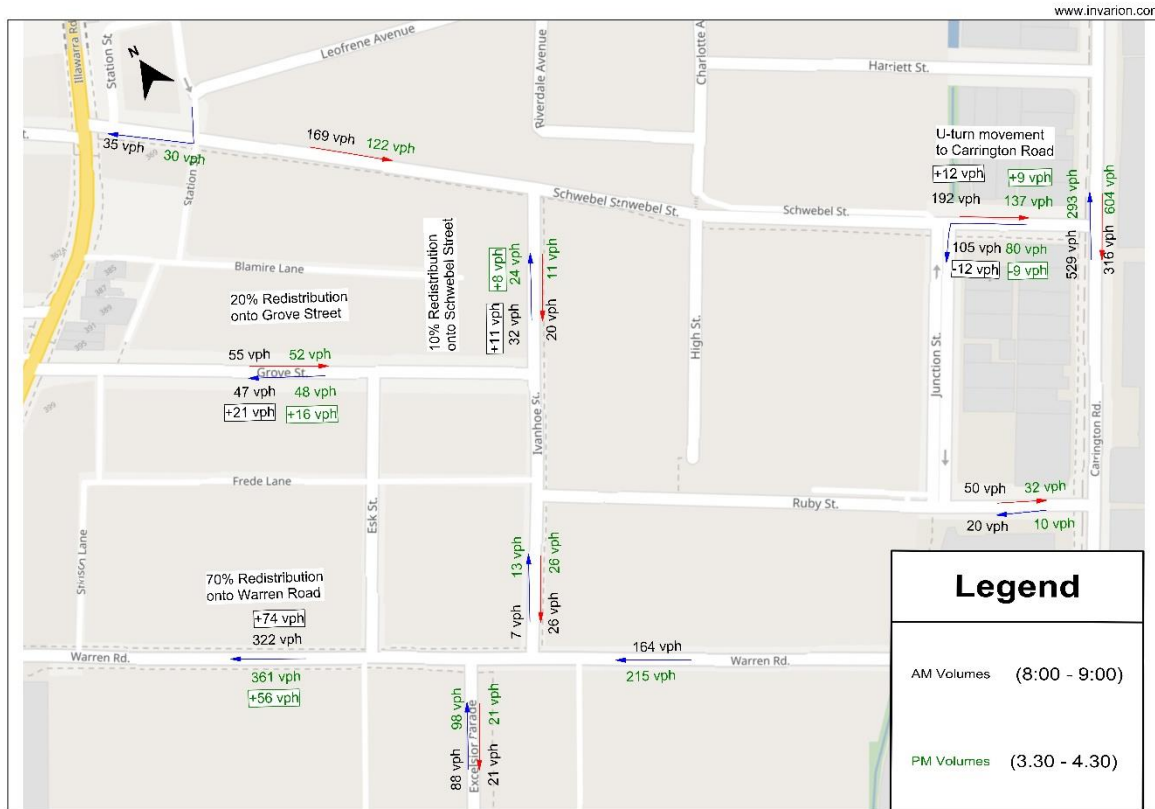 www.invarion.com
Illawarra Rd
Station St
Leofrene Avenue
Riverdale Avenue
Charlotte A
Harriett St.
N
35 vph
30 vph
Station
169 vph 122 vph
U-turn movement
to Carrington Road
+12 vph +9 vph
192 vph 137 vph
293 vph
604 vph
Schwebel St.
Schwebel St.
105 vph 80 vph
-12 vph -9 vph
529 vph
316 vph
Blamire Lane
362A
385
387
389
391
399
20% Redistribution
onto Grove Street
10% Redistribution
onto Schwebel Street
+8 vph
24 vph
11 vph
+11 vph
32 vph
20 vph
High St.
Junction St.
Carrington Rd.
55 vph 52 vph
Grove St.
47 vph 48 vph
+21 vph +16 vph
Ivanhoe St.
Esk St.
Frede Lane
Ruby St.
50 vph 32 vph
20 vph 10 vph
70% Redistribution
onto Warren Road
+74 vph
322 vph
13 vph
26 vph
7 vph
26 vph
Warren Rd.
361 vph
+56 vph
164 vph
Warren Rd.
215 vph
98 vph
21 vph
Excelsior Parade
88 vph
21 vph
Legend
AM Volumes (8:00 - 9:00)
PM Volumes (3.30 - 4.30)